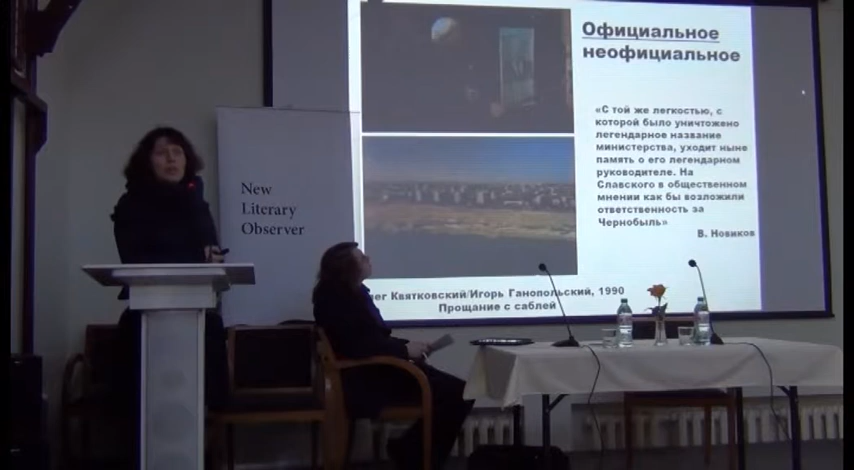 Официальное
неофициальное
«С той же легкостью, с
которой было уничтожено
легендарное название
министерства, уходит ныне
память о его легендарном
руководителе. На
Славского в общественном
мнении как бы возложили
ответственность за
Чернобыль»
В. Новиков
New
Literary
Observer
Квятковский/Игорь Ганопольский, 1990
Прощание с саблей